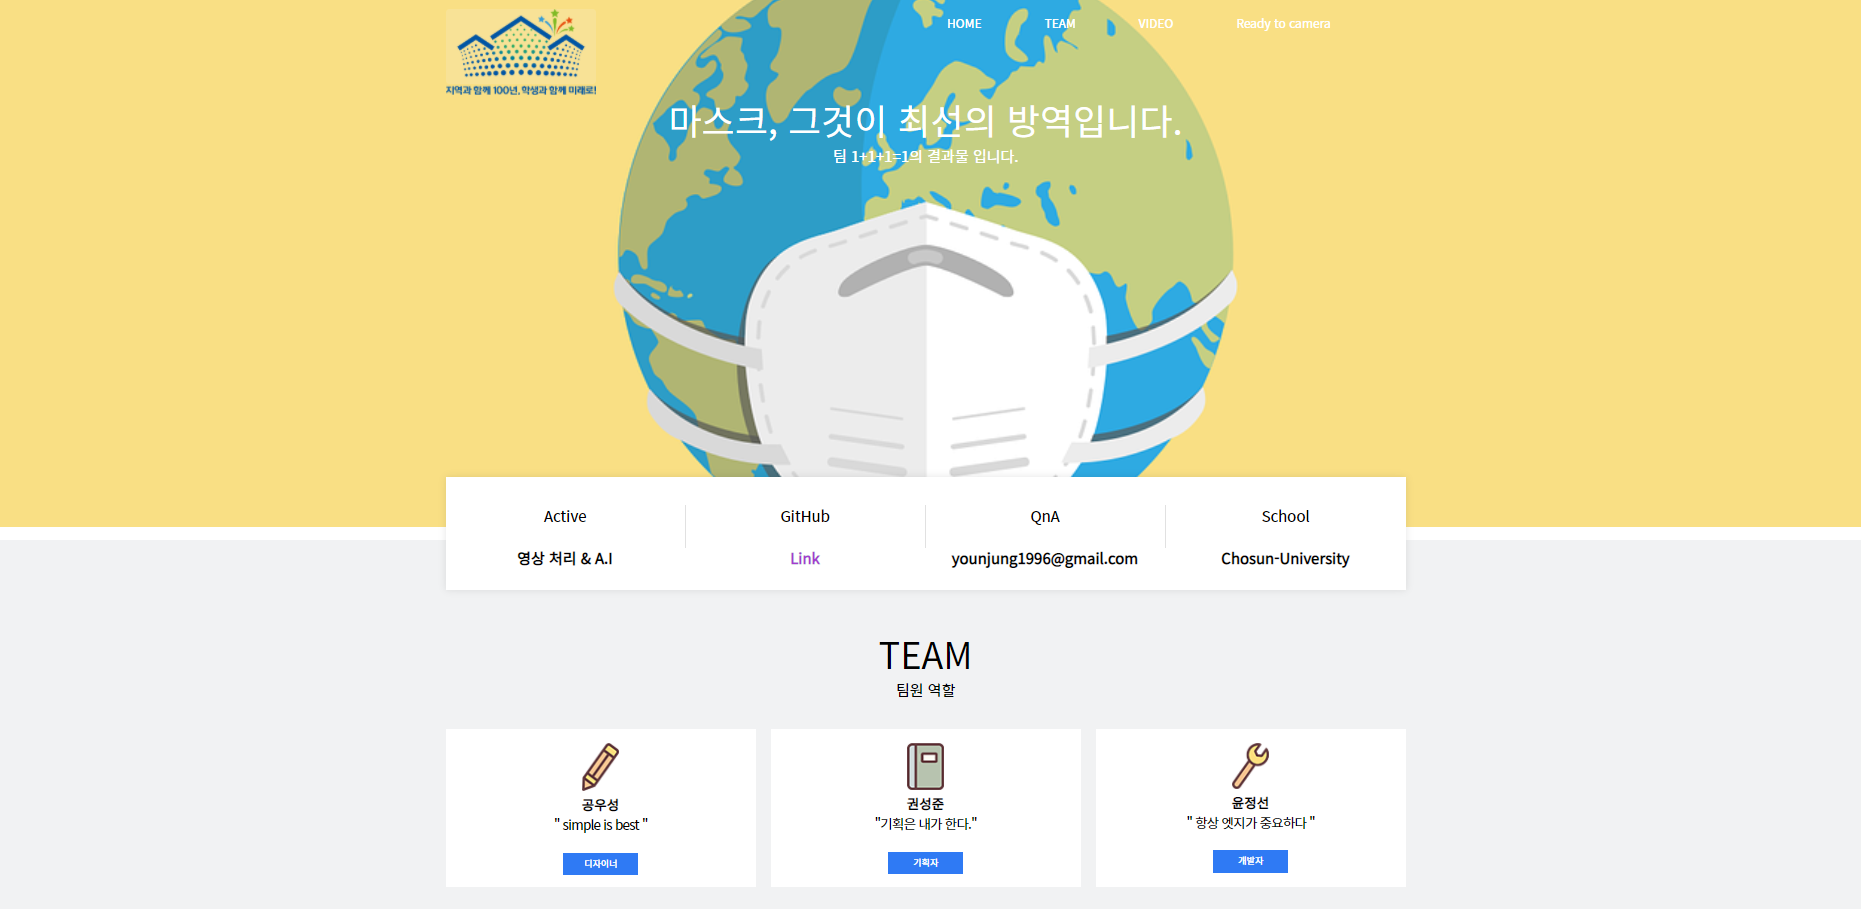 HOME
TEAM
VIDEO
Ready to camera
지역과 함께 100년, 학생과 함께 미래로!
마스크, 그것이 최선의 방역입니다.
팀 1+1+1=1의 결과물 입니다.
Active
GitHub
QnA
School
영상 처리 & A.I
Link
younjung1996@gmail.com
Chosun-University
TEAM
팀원 역할
공우성
" simple is best "
디자이너
권성준
"기획은 내가 한다."
기획자
윤정선
" 항상 엣지가 중요하다 "
개발자